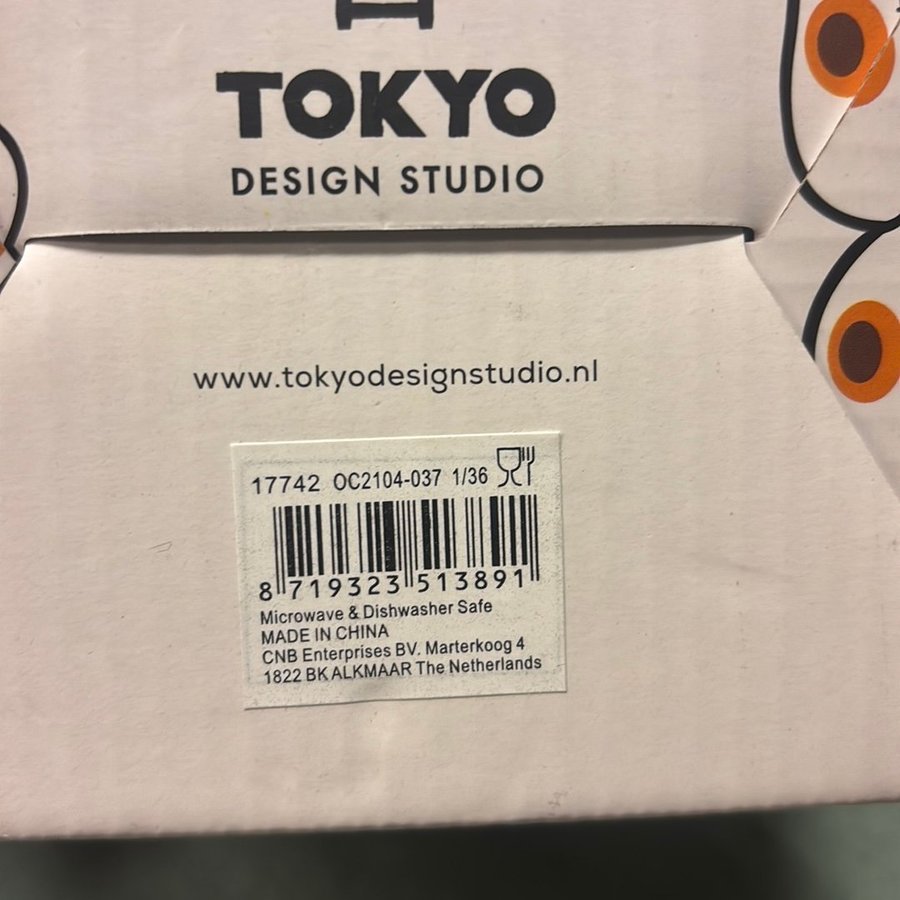 TOKYO
DESIGN STUDIO
www.tokyodesignstudio.nl
17742 OC2104-037 1/36
8 719323 513891
Microwave & Dishwasher Safe
MADE IN CHINA
CNB Enterprises BV. Marterkoog 4
1822 BK ALKMAAR The Netherlands